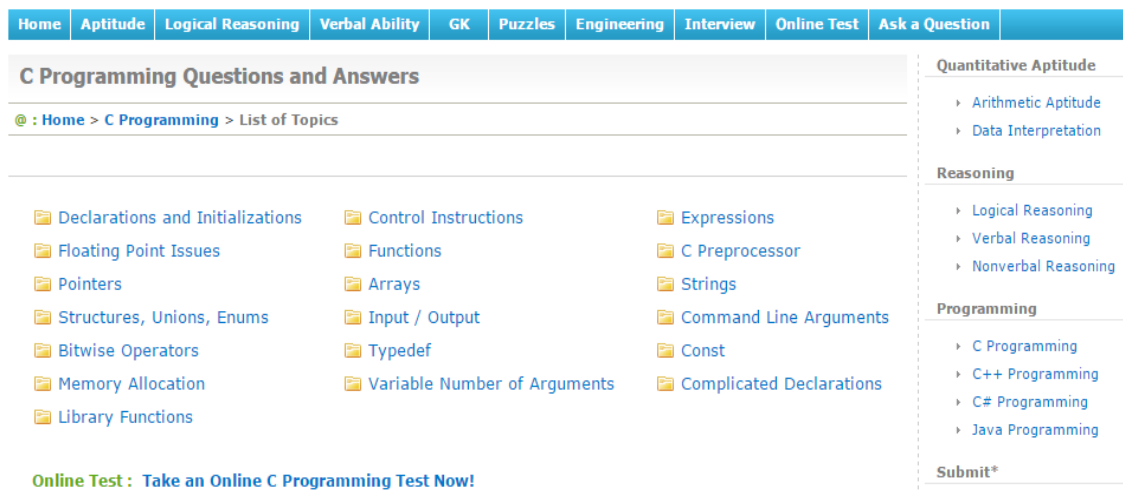 Home Aptitude Logical Reasoning Verbal Ability GK Puzzles Engineering Interview Online Test Ask a Question
C Programming Questions and Answers
@ : Home > C Programming > List of Topics
Declarations and Initializations Control Instructions Expressions
Floating Point Issues Functions C Preprocessor
Pointers Arrays Strings
Structures, Unions, Enums Input / Output Command Line Arguments
Bitwise Operators Typedef Const
Memory Allocation Variable Number of Arguments Complicated Declarations
Library Functions
Online Test : Take an Online C Programming Test Now!
Quantitative Aptitude
Arithmetic Aptitude
Data Interpretation
Reasoning
Logical Reasoning
Verbal Reasoning
Nonverbal Reasoning
Programming
C Programming
C++ Programming
C# Programming
Java Programming
Submit*